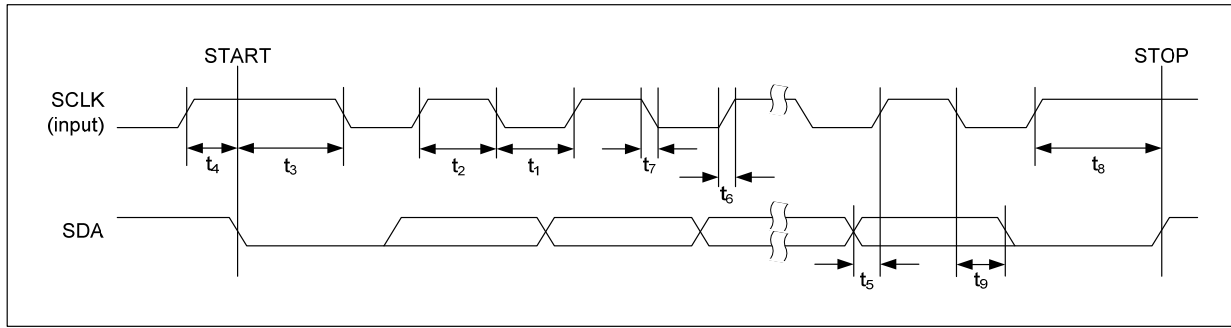 START STOP
SCLK
(input)
t4 t3 t2 t1 t7 t8
t6
SDA
t5 t9